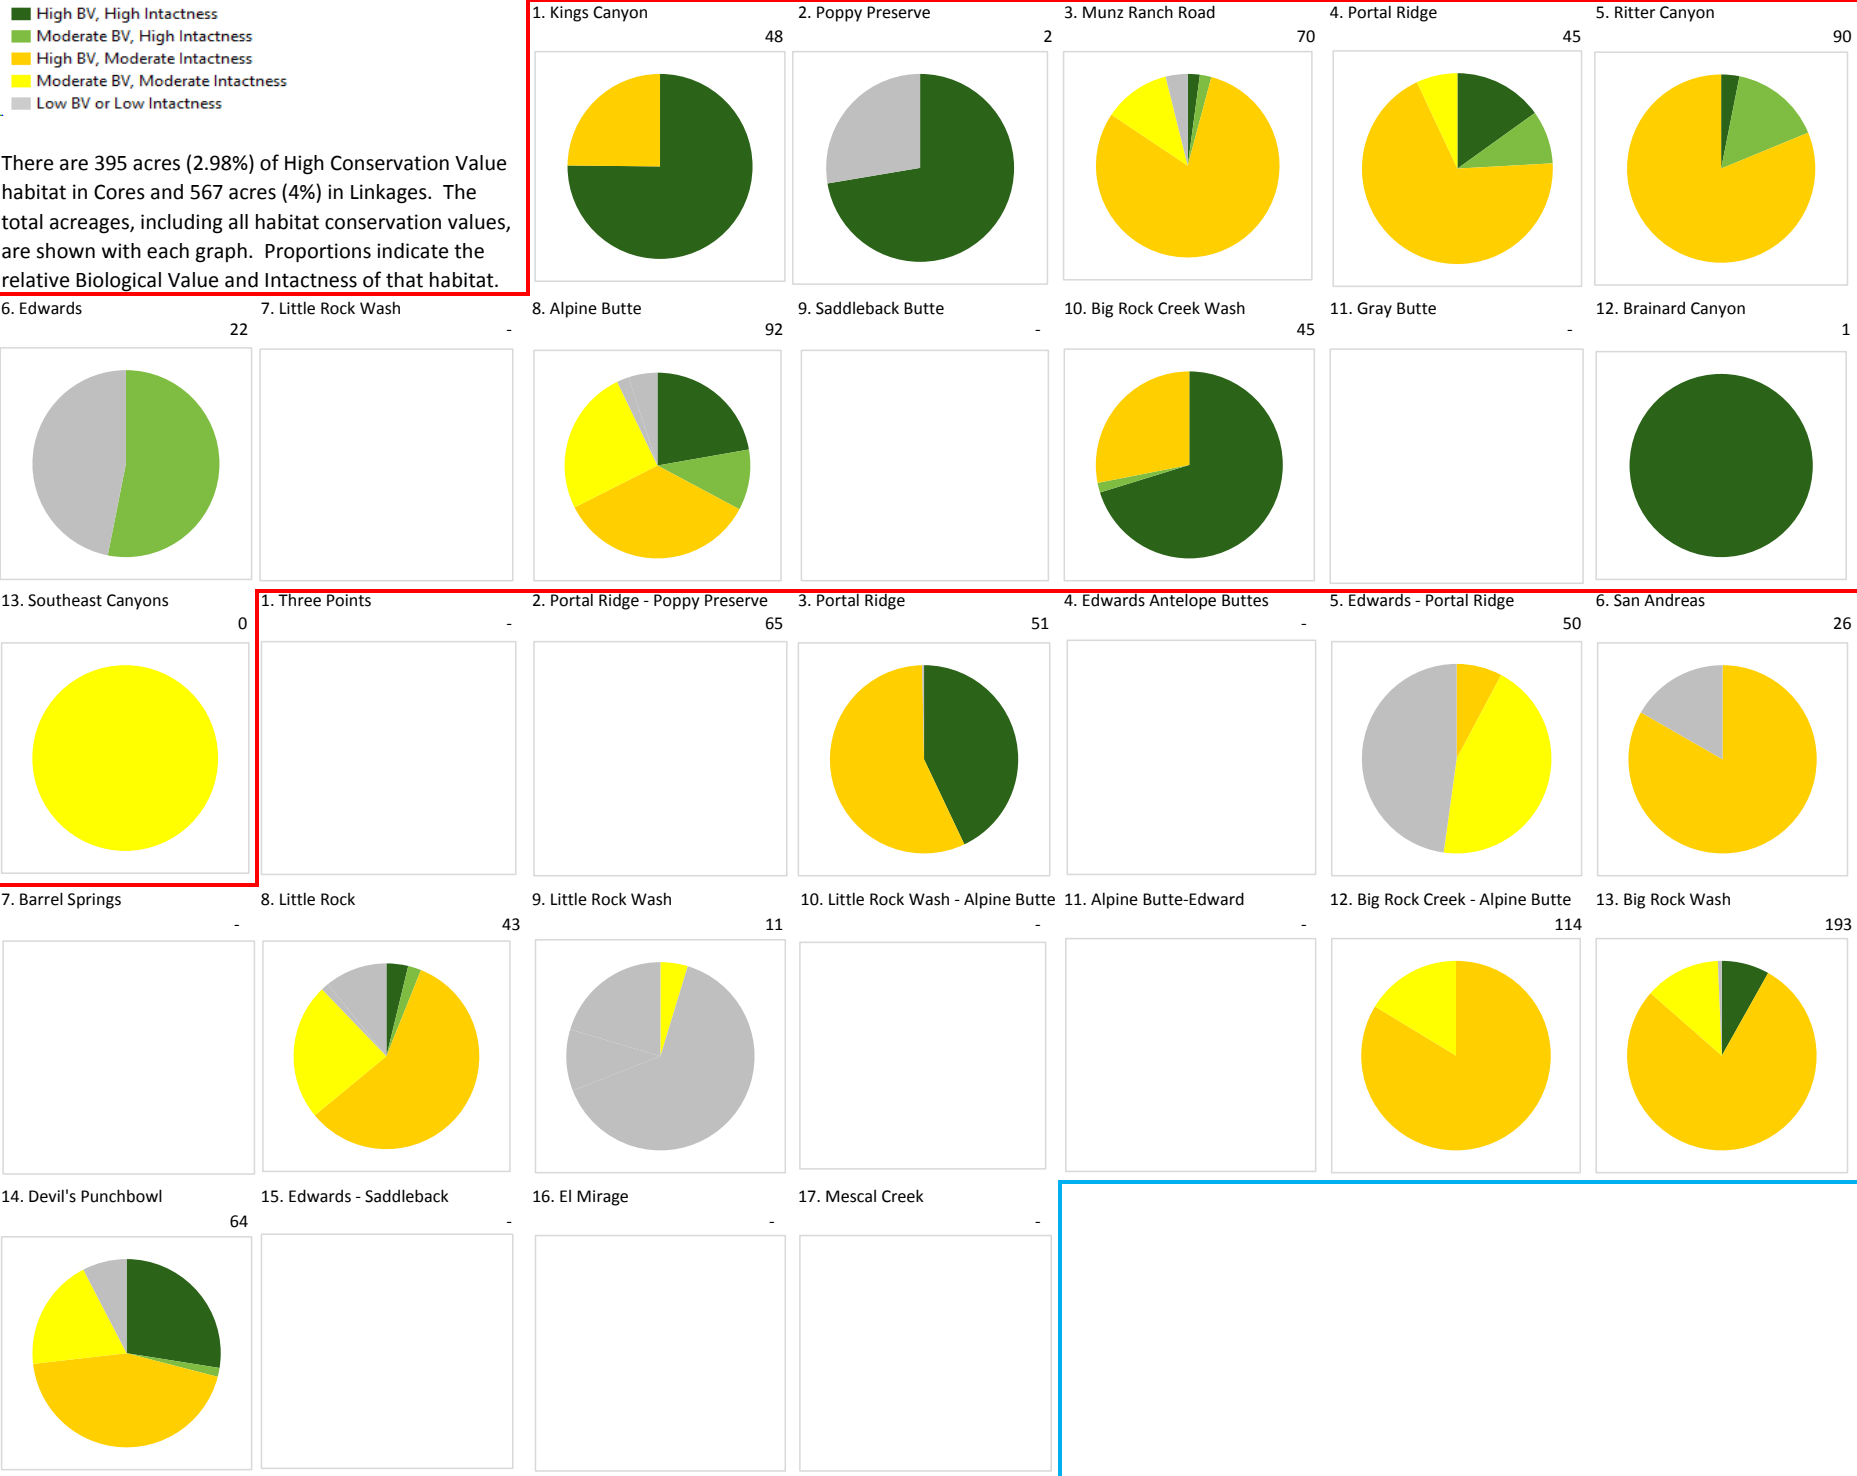 High BV, High Intactness
Moderate BV, High Intactness
High BV, Moderate Intactness
Moderate BV, Moderate Intactness
Low BV or Low Intactness
-
There are 395 acres (2.98%) of High Conservation Value
habitat in Cores and 567 acres (4%) in Linkages. The
total acreages, including all habitat conservation values,
are shown with each graph. Proportions indicate the
relative Biological Value and Intactness of that habitat.
1. Kings Canyon
48
2. Poppy Preserve
2
3. Munz Ranch Road
70
4. Portal Ridge
45
5. Ritter Canyon
90
6. Edwards
22
7. Little Rock Wash
-
8. Alpine Butte
92
9. Saddleback Butte
-
10. Big Rock Creek Wash
45
11. Gray Butte
-
12. Brainard Canyon
1
13. Southeast Canyons
0
1. Three Points
-
2. Portal Ridge - Poppy Preserve
65
3. Portal Ridge
51
4. Edwards Antelope Buttes
-
5. Edwards - Portal Ridge
50
6. San Andreas
26
7. Barrel Springs
-
8. Little Rock
43
9. Little Rock Wash
11
10. Little Rock Wash - Alpine Butte
-
11. Alpine Butte-Edward
-
12. Big Rock Creek - Alpine Butte
114
13. Big Rock Wash
193
14. Devil's Punchbowl
64
15. Edwards - Saddleback
-
16. El Mirage
-
17. Mescal Creek
-